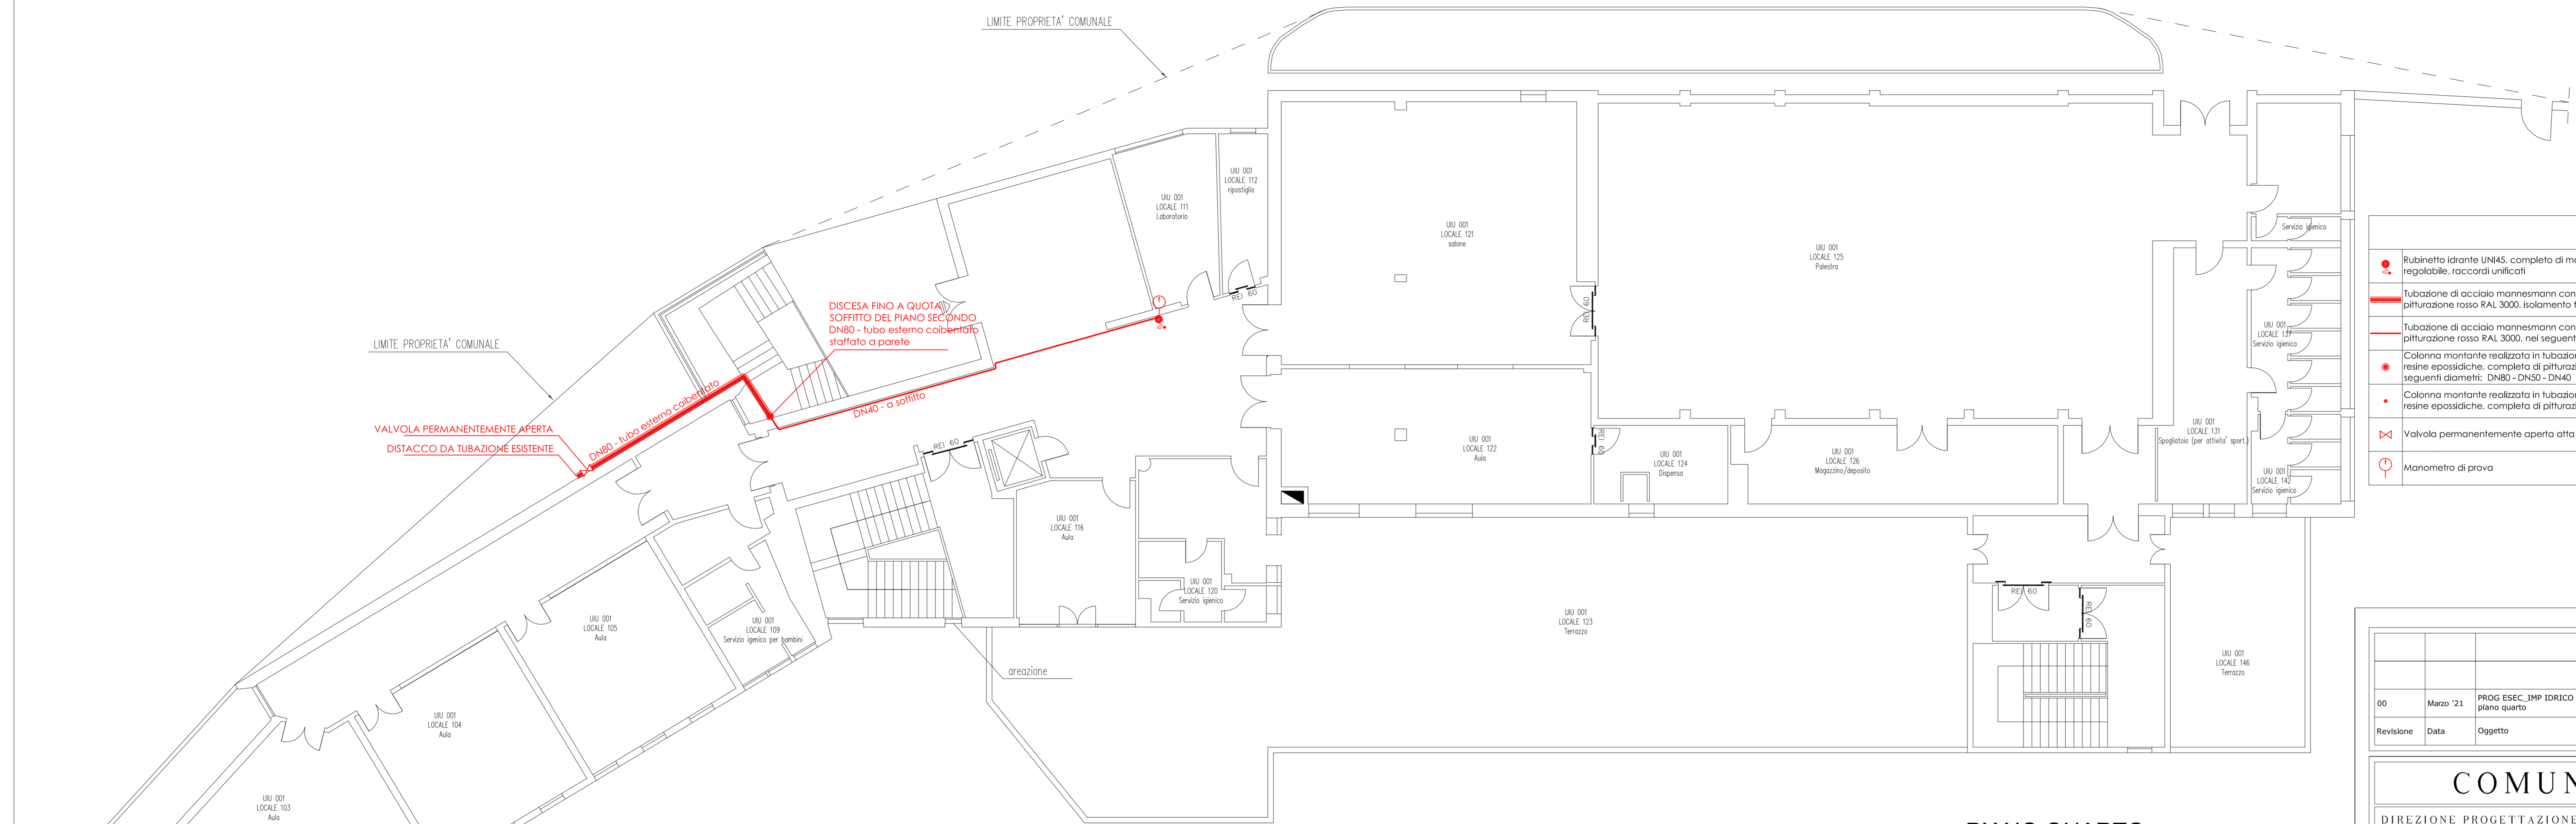 LIMITE PROPRIETA' COMUNALE
LIMITE PROPRIETA' COMUNALE
VALVOLA PERMANENTEMENTE APERTA
DISTACCO DA TUBAZIONE ESISTENTE
DN80 - tubo esterno coibentato
DISCESA FINO A QUOTA
SOFFITTO DEL PIANO SECONDO
DN80 - tubo esterno coibentato
staffato a parete
DN40 - a soffitto
UIU 001
LOCALE 111
Laboratorio
UIU 001
LOCALE 112
ripostiglio
REI 60
UIU 001
LOCALE 121
salone
REI 60
UIU 001
LOCALE 125
Palestra
Servizio igienico
UIU 001
LOCALE 137
Servizio igienico
UIU 001
LOCALE 131
Spogliatoio (per attivita' sport.)
UIU 001
LOCALE 142
Servizio igienico
REI 60
UIU 001
LOCALE 122
Aula
REI 60
UIU 001
LOCALE 124
Dispensa
UIU 001
LOCALE 126
Magazzino/deposito
UIU 001
LOCALE 116
Aula
UIU 001
LOCALE 120
Servizio igienico
UIU 001
LOCALE 109
Servizio igenico per bambini
UIU 001
LOCALE 105
Aula
UIU 001
LOCALE 104
Aula
UIU 001
LOCALE 103
Aula
areazione
UIU 001
LOCALE 123
Terrazzo
REI 60
REI 60
UIU 001
LOCALE 146
Terrazzo
Rubinetto idrante UNI45, completo di
regolabile, raccordi unificati
Tubazione di acciaio mannesmann con
pitturazione rosso RAL 3000, isolamento
Tubazione di acciaio mannesmann con
pitturazione rosso RAL 3000, nei
Colonna montante realizzata in
resine epossidiche, completa di
seguenti diametri: DN80 - DN50 - DN40
Colonna montante realizzata in
resine epossidiche, completa di
Valvola permanentemente aperta atta
Manometro di prova
00 Marzo '21 PROG ESEC_IMP IDRICO
piano quarto
Revisione Data Oggetto
DIREZIONE PROGETTAZIONE